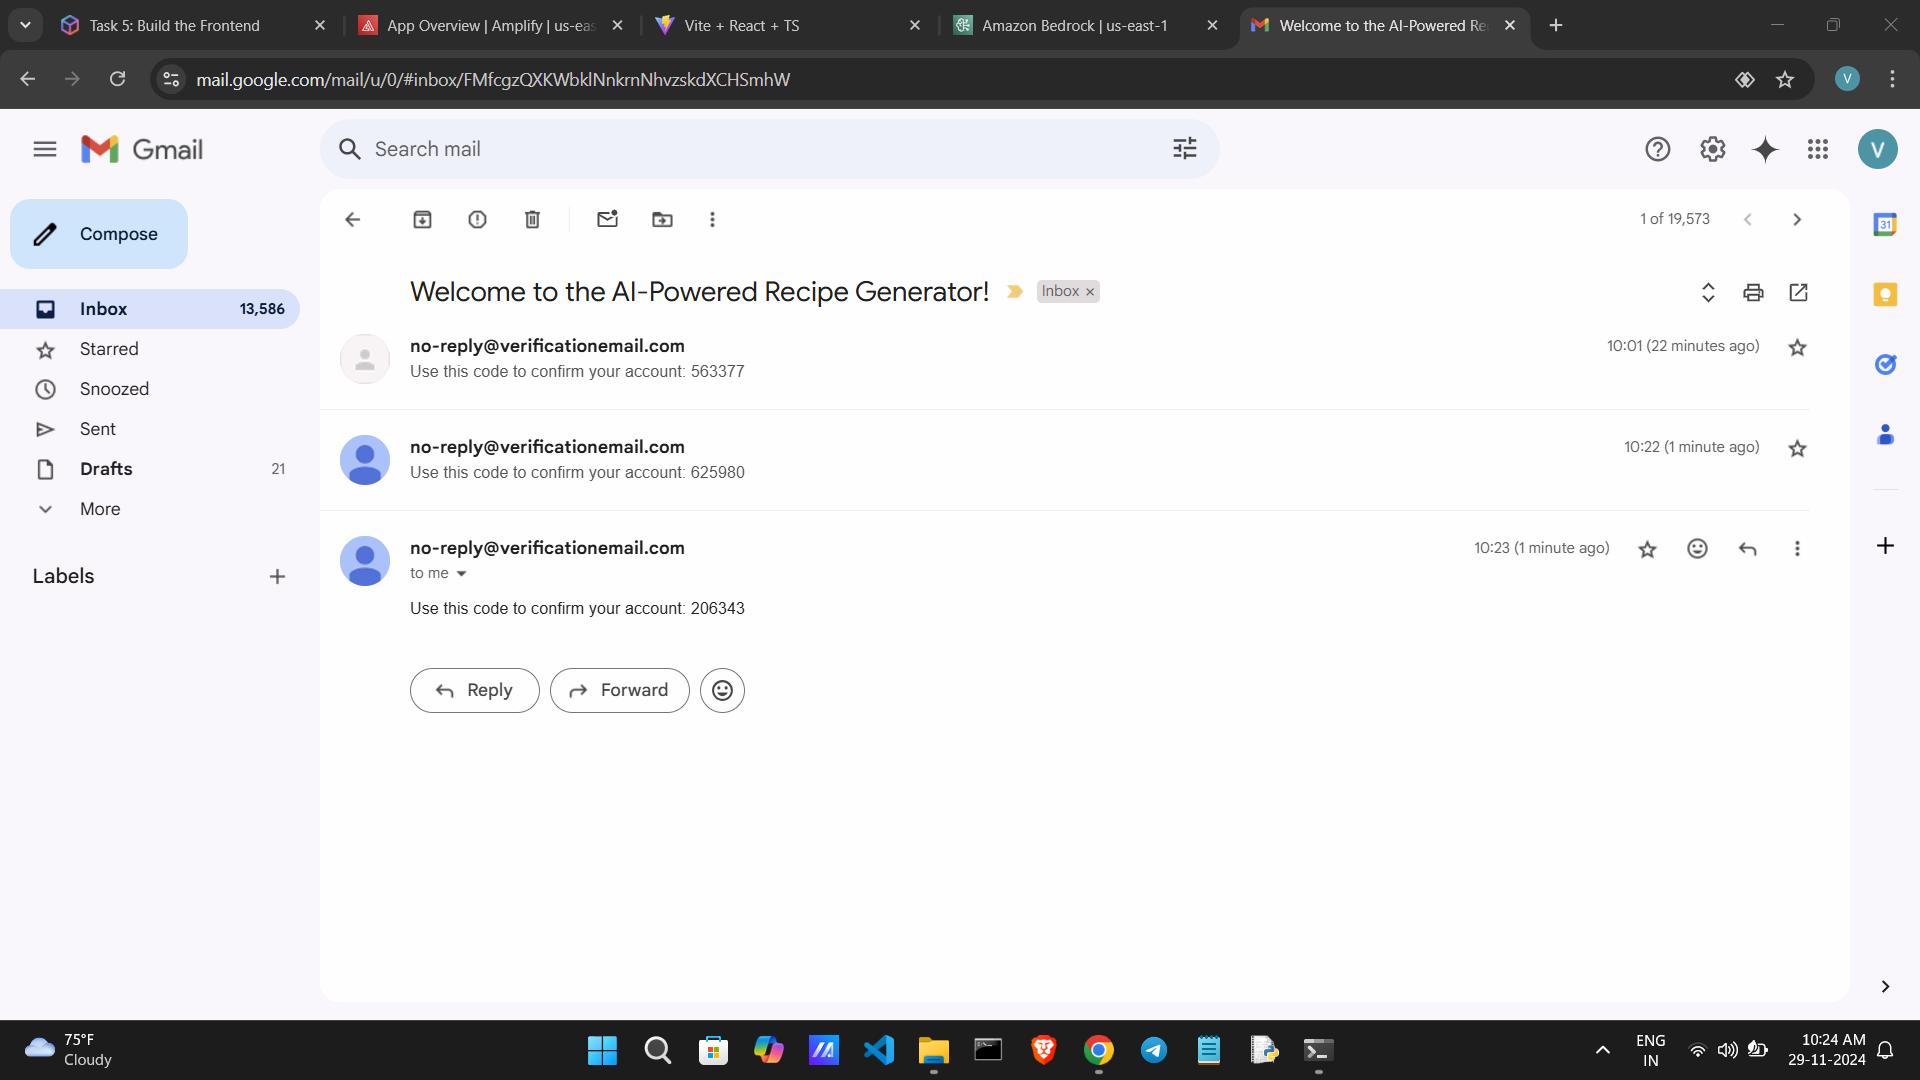 Task 5: Build the Frontend
App Overview | Amplify | us-eas
Vite + React + TS
Amazon Bedrock | us-east-1
Welcome to the AI-Powered Re
mail.google.com/mail/u/0/#inbox/FMfcgzQXKWbklNnkrnNhvzskdXCHSmhW
V
Gmail
Search mail
V
Compose
1 of 19,573
31
Welcome to the AI-Powered Recipe Generator!
Inbox
Inbox 13,586
Starred
Snoozed
Sent
Drafts 21
More
Labels
no-reply@verificationemail.com
10:01 (22 minutes ago)
Use this code to confirm your account: 563377
no-reply@verificationemail.com
10:22 (1 minute ago)
Use this code to confirm your account: 625980
no-reply@verificationemail.com
10:23 (1 minute ago)
to me
Use this code to confirm your account: 206343
Reply
Forward
75°F
Cloudy
ENG
IN
10:24 AM
29-11-2024